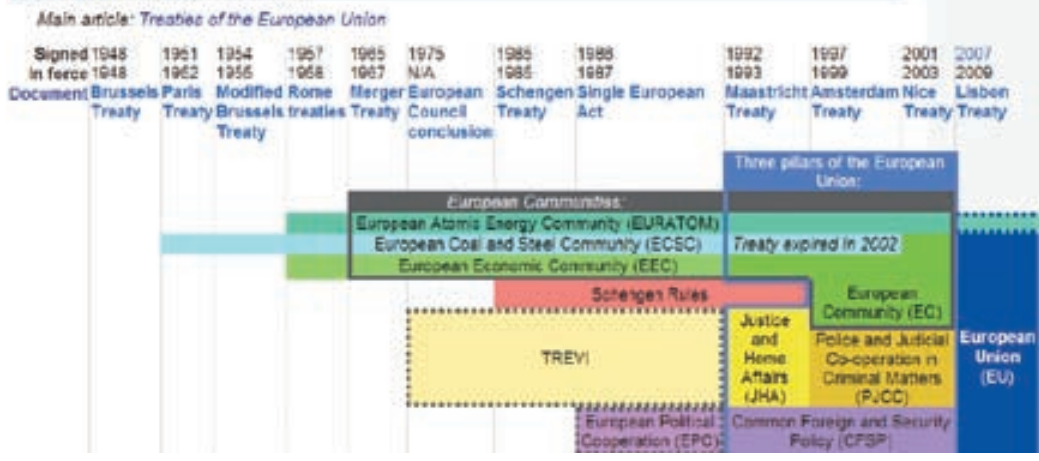 Main article: Treaties of the European Union
Signed 1948 1951 1954 1957 1965 1975 1985 1986 1992 1997 2001 2007
In force 1948 1952 1955 1958 1967 N/A 1985 1987 1993 1999 2003 2009
Document Brussels Paris Modified Rome Merger European Schengen Single European Maastricht Amsterdam Nice Lisbon
Treaty Treaty Brussels treaties Treaty Council Treaty Act Treaty Treaty Treaty Treaty
Treaty conclusion
Three pillars of the European
Union:
European Communities:
European Atomic Energy Community (EURATOM)
European Coal and Steel Community (ECSC) Treaty expired in 2002
European Economic Community (EEC)
Schengen Rules European
Community (EC)
TREVI
Justice
and
Home
Affairs
(JHA)
Police and Judicial
Co-operation in
Criminal Matters
(PJCC)
European
Union
(EU)
European Political
Cooperation (EPC)
Common Foreign and Security
Policy (CFSP)